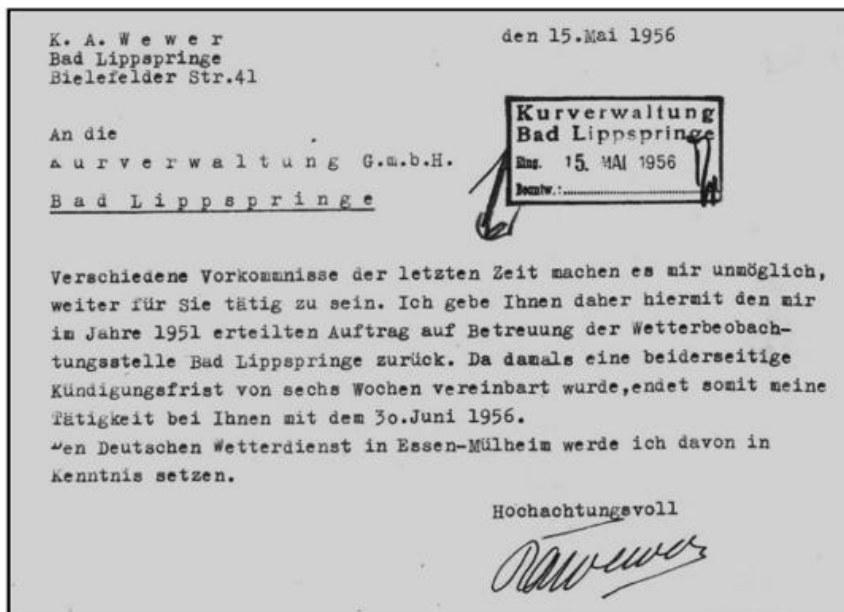 K. A. W e w e r
Bad Lippspringe
Bielefelder Str.41
den 15.Mai 1956
An die
K u r v e r w a l t u n g G.m.b.H.
B a d L i p p s p r i n g e
Kurverwaltung
Bad Lippspringe
Eing. 15. MAI 1956
Beantw.:
Verschiedene Vorkommnisse der letzten Zeit machen es mir unmöglich,
weiter für Sie tätig zu sein. Ich gebe Ihnen daher hiermit den mir
im Jahre 1951 erteilten Auftrag auf Betreuung der Wetterbeobach-
tungsstelle Bad Lippspringe zurück. Da damals eine beiderseitige
Kündigungsfrist von sechs Wochen vereinbart wurde,endet somit meine
Tätigkeit bei Ihnen mit dem 3o.Juni 1956.
Den Deutschen Wetterdienst in Essen-Mülheim werde ich davon in
Kenntnis setzen.
Hochachtungsvoll
KAWewer